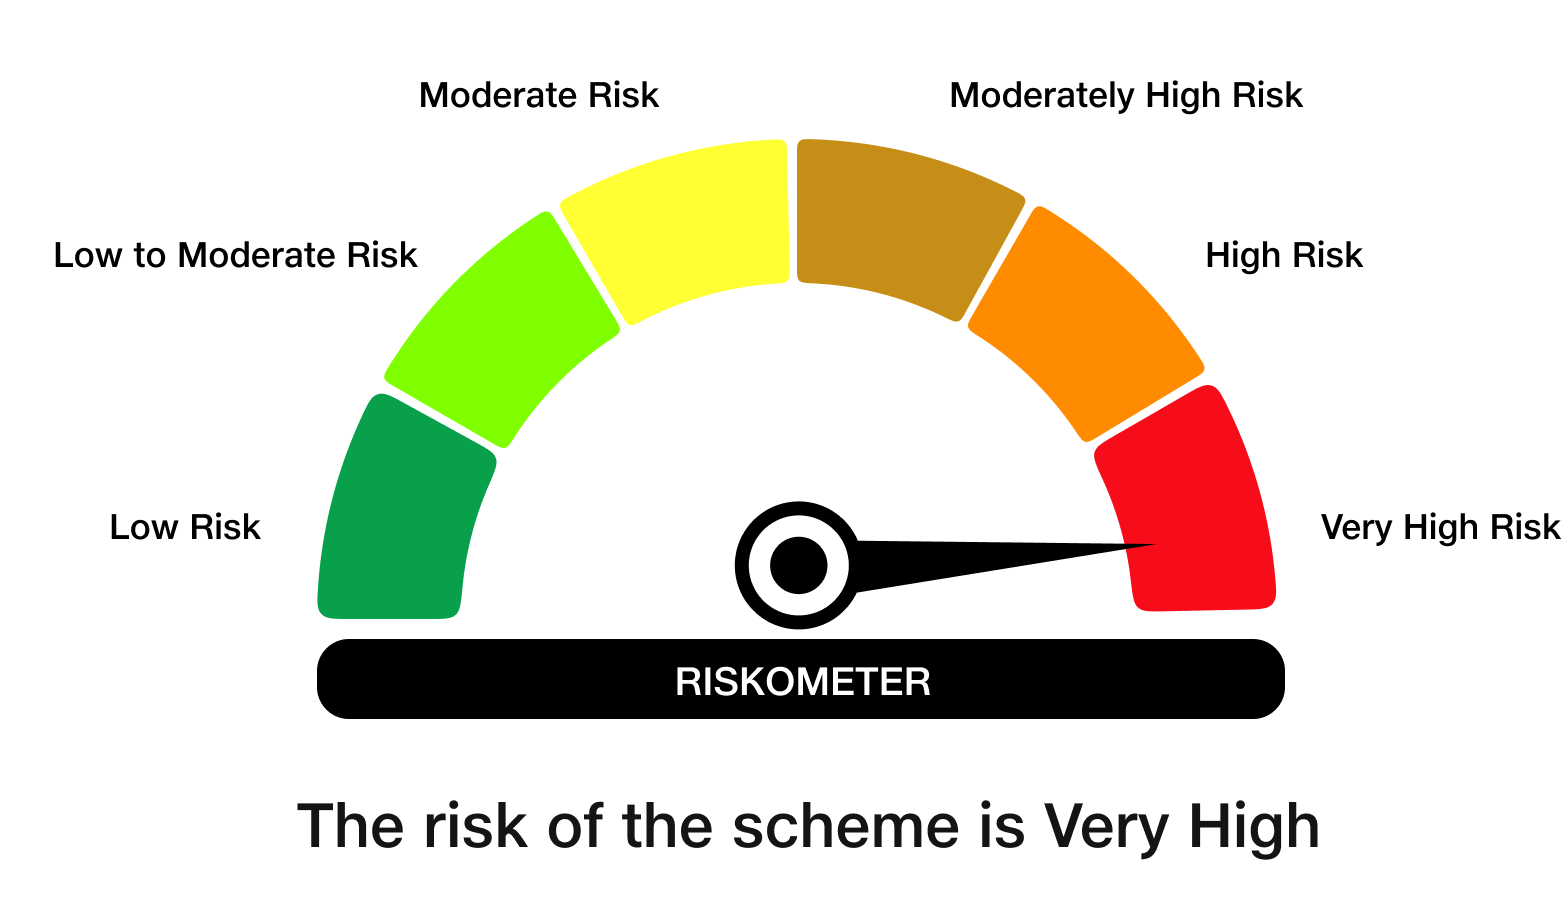 Moderate Risk
Moderately High Risk
Low to Moderate Risk
High Risk
Low Risk
Very High Risk
RISKOMETER
The risk of the scheme is Very High